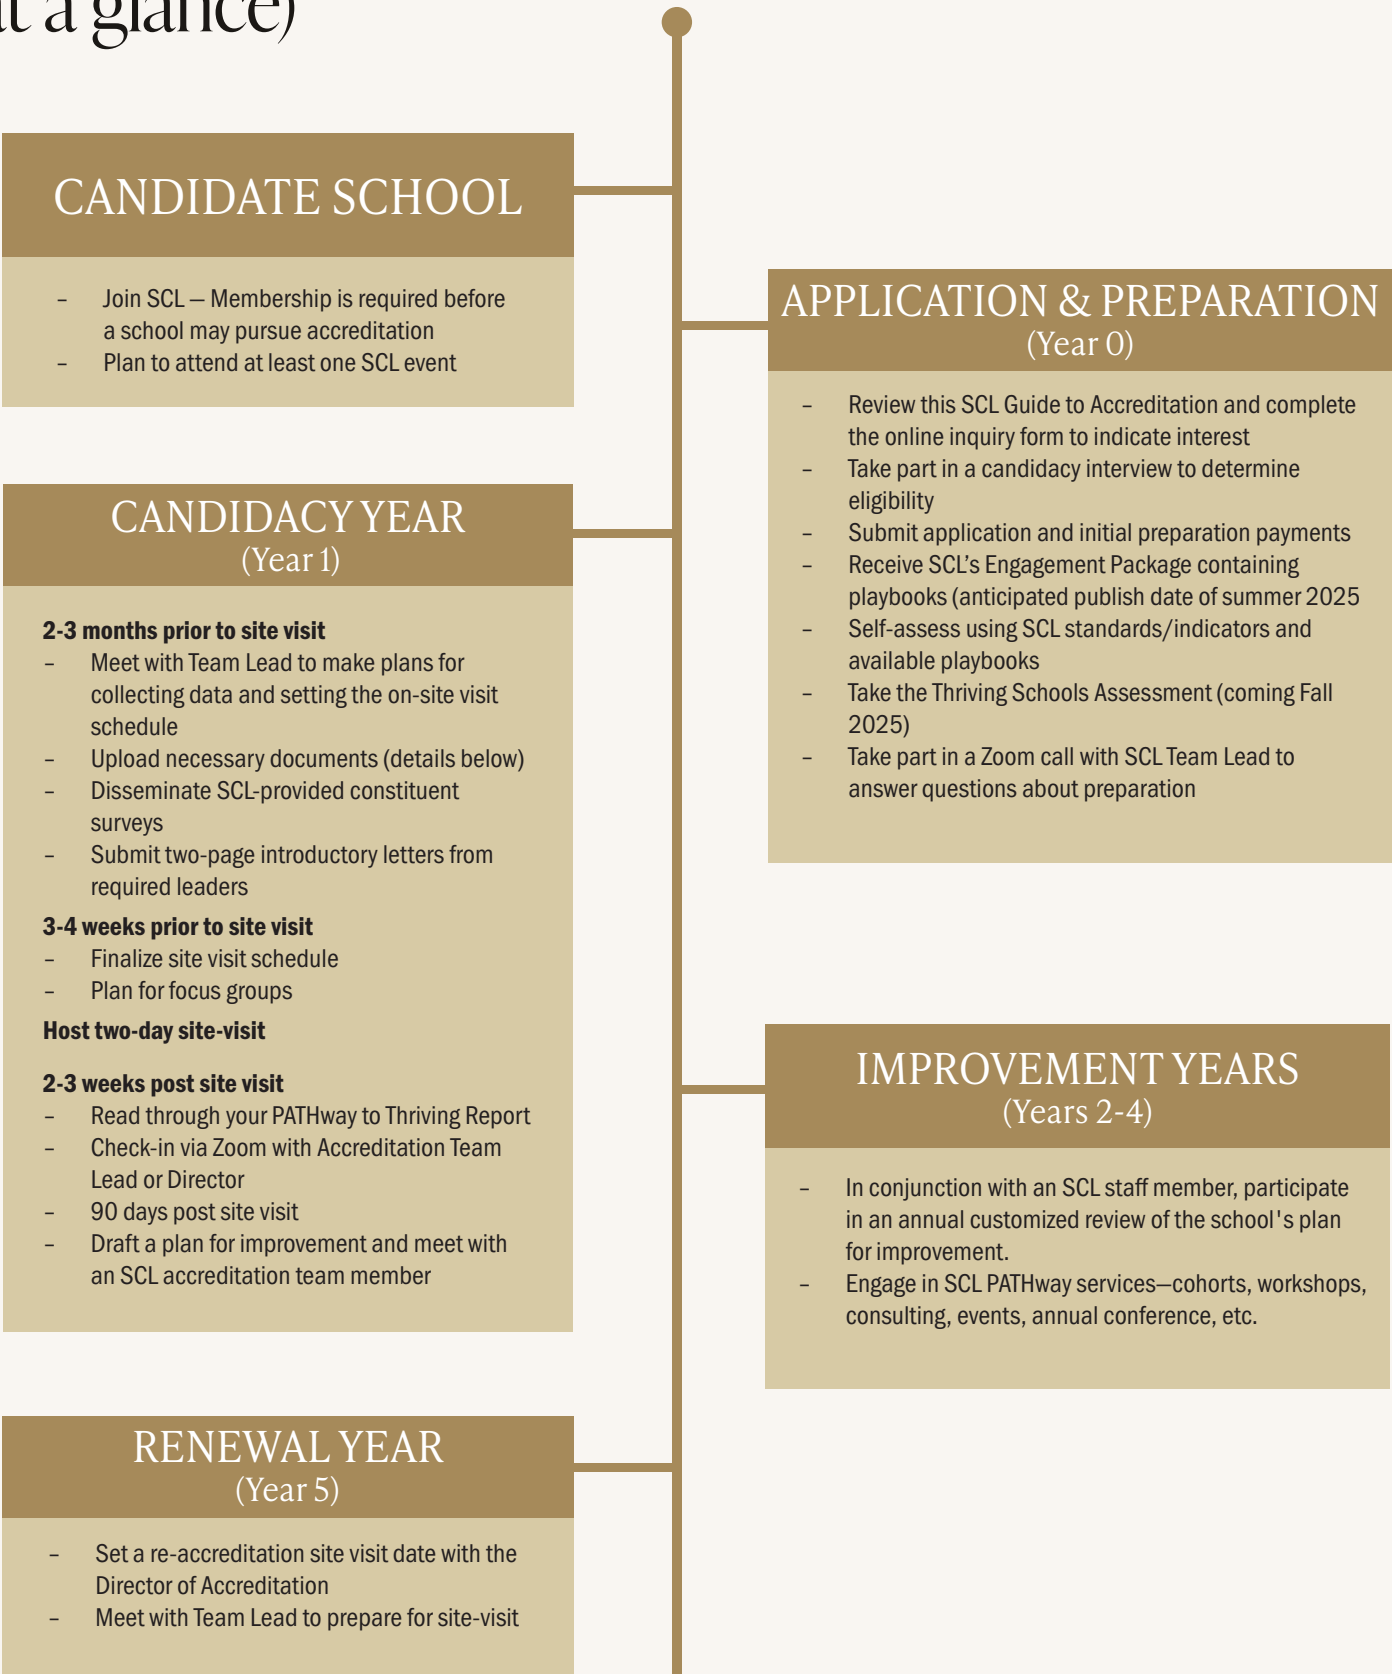 at a glance)
CANDIDATE SCHOOL
– Join SCL — Membership is required before
a school may pursue accreditation
– Plan to attend at least one SCL event
APPLICATION & PREPARATION
(Year 0)
– Review this SCL Guide to Accreditation and complete
the online inquiry form to indicate interest
– Take part in a candidacy interview to determine
eligibility
– Submit application and initial preparation payments
– Receive SCL’s Engagement Package containing
playbooks (anticipated publish date of summer 2025
– Self-assess using SCL standards/indicators and
available playbooks
– Take the Thriving Schools Assessment (coming Fall
2025)
– Take part in a Zoom call with SCL Team Lead to
answer questions about preparation
CANDIDACY YEAR
(Year 1)
2-3 months prior to site visit
– Meet with Team Lead to make plans for
collecting data and setting the on-site visit
schedule
– Upload necessary documents (details below)
– Disseminate SCL-provided constituent
surveys
– Submit two-page introductory letters from
required leaders
3-4 weeks prior to site visit
– Finalize site visit schedule
– Plan for focus groups
Host two-day site-visit
2-3 weeks post site visit
– Read through your PATHway to Thriving Report
– Check-in via Zoom with Accreditation Team
Lead or Director
– 90 days post site visit
– Draft a plan for improvement and meet with
an SCL accreditation team member
IMPROVEMENT YEARS
(Years 2-4)
– In conjunction with an SCL staff member, participate
in an annual customized review of the school's plan
for improvement.
– Engage in SCL PATHway services—cohorts, workshops,
consulting, events, annual conference, etc.
RENEWAL YEAR
(Year 5)
– Set a re-accreditation site visit date with the
Director of Accreditation
– Meet with Team Lead to prepare for site-visit